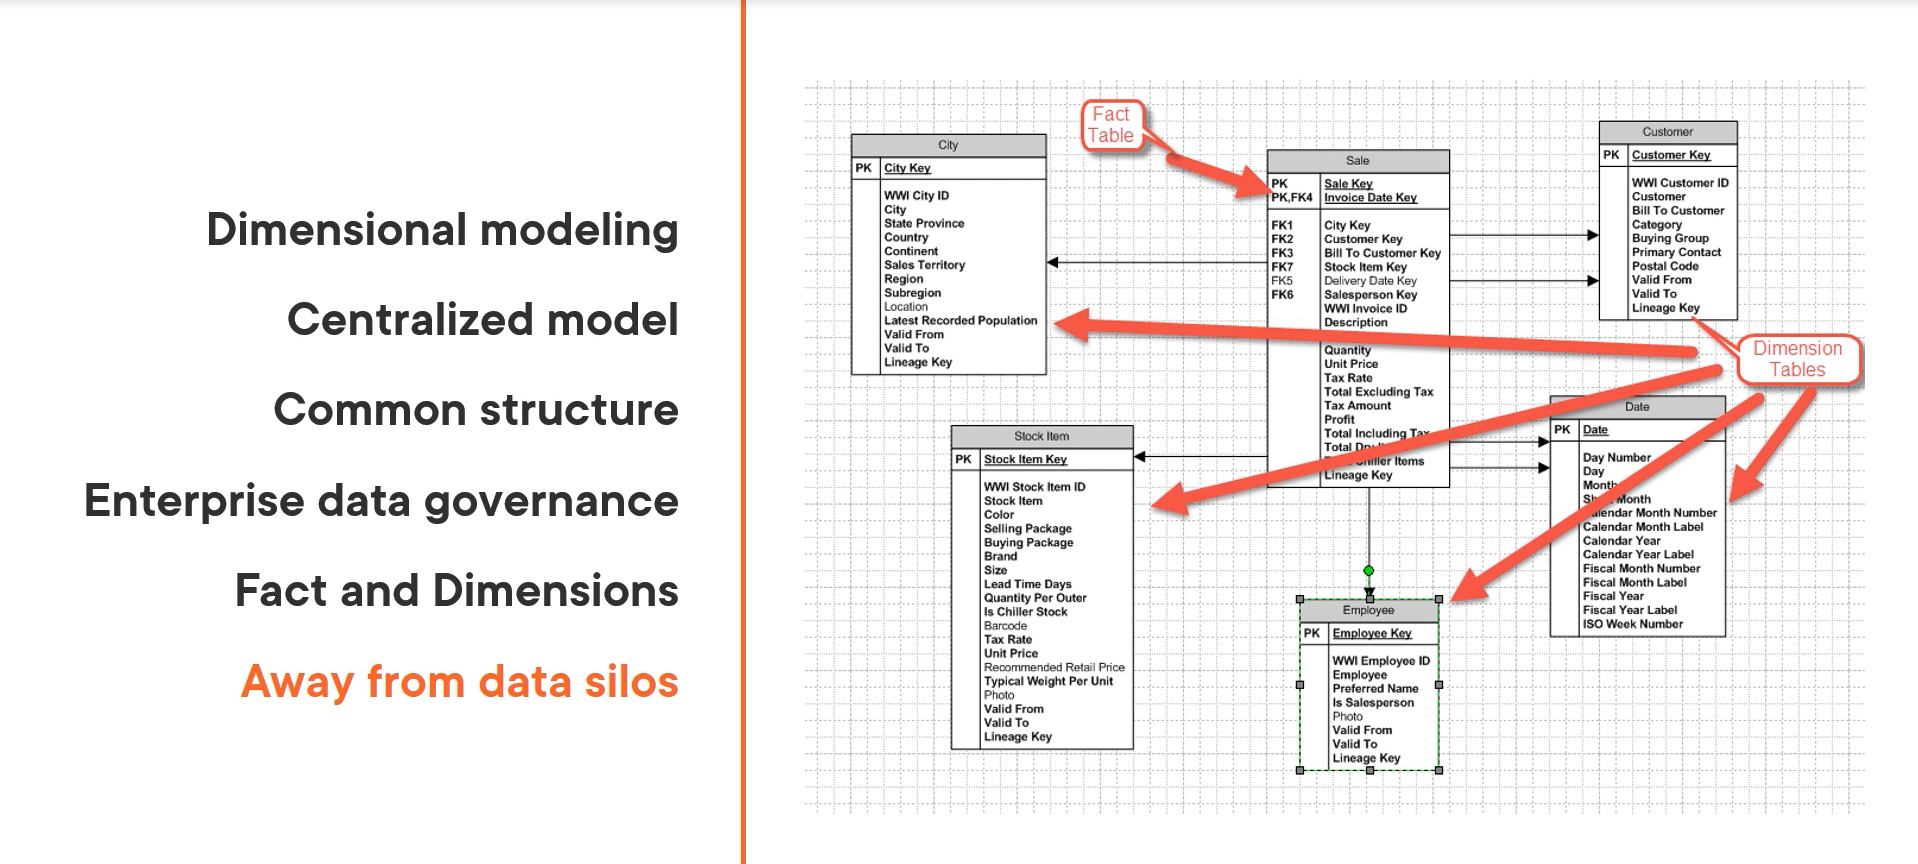 Dimensional modeling
Centralized model
Common structure
Enterprise data governance
Fact and Dimensions
Away from data silos
Fact
Table
City
PK City Key
WWI City ID
City
State Province
Country
Continent
Sales Territory
Region
Subregion
Location
Latest Recorded Population
Valid From
Valid To
Lineage Key
Sale
PK Sale Key
PK,FK4 Invoice Date Key
FK1 City Key
FK2 Customer Key
FK3 Bill To Customer Key
FK7 Stock Item Key
FK5 Delivery Date Key
FK6 Salesperson Key
WWI Invoice ID
Description
Quantity
Unit Price
Tax Rate
Total Excluding Tax
Tax Amount
Profit
Total Including Tax
Total
Chiller Items
Lineage Key
Customer
PK Customer Key
WWI Customer ID
Customer
Bill To Customer
Category
Buying Group
Primary Contact
Postal Code
Valid From
Valid To
Lineage Key
Dimension
Tables
Stock Item
PK Stock Item Key
WWI Stock Item ID
Stock Item
Color
Selling Package
Buying Package
Brand
Size
Lead Time Days
Quantity Per Outer
Is Chiller Stock
Barcode
Tax Rate
Unit Price
Recommended Retail Price
Typical Weight Per Unit
Photo
Valid From
Valid To
Lineage Key
Date
PK Date
Day Number
Day
Month
Short Month
Calendar Month Number
Calendar Month Label
Calendar Year
Calendar Year Label
Fiscal Month Number
Fiscal Month Label
Fiscal Year
Fiscal Year Label
ISO Week Number
Employee
PK Employee Key
WWI Employee ID
Employee
Preferred Name
Is Salesperson
Photo
Valid From
Valid To
Lineage Key